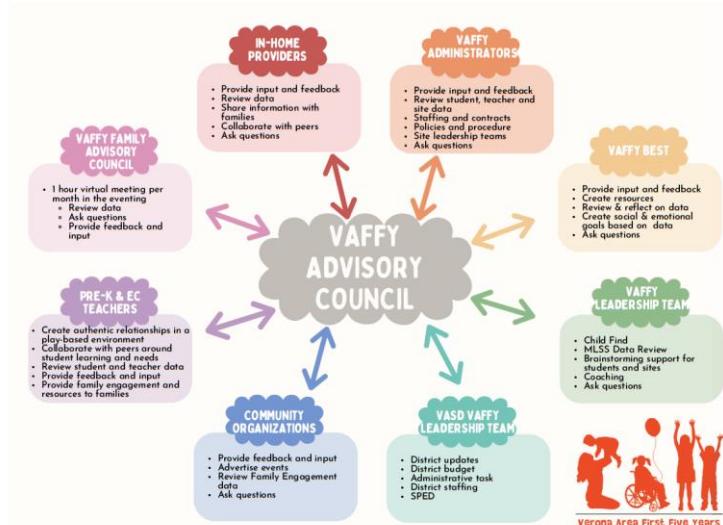 IN-HOME
PROVIDERS
• Provide input and feedback
• Review data
• Share information with
families
• Collaborate with peers
• Ask questions
VAFFY
ADMINISTRATORS
• Provide input and feedback
• Review student, teacher and
site data
• Staffing and contracts
• Policies and procedure
• Site leadership teams
• Ask questions
VAFFY FAMILY
ADVISORY
COUNCIL
• 1 hour virtual meeting per
month in the eventing
Review data
Ask questions
Provide feedback and
input
VAFFY BEST
• Provide input and feedback
• Create resources
• Review & reflect on data
• Create social & emotional
goals based on data
• Ask questions
VAFFY
ADVISORY
COUNCIL
PRE-K & EC
TEACHERS
• Create authentic relationships in a
play-based environment
• Collaborate with peers around
student learning and needs
• Review student and teacher data
• Provide feedback and input
• Provide family engagement and
resources to families
VAFFY
LEADERSHIP TEAM
• Child Find
• MLSS Data Review
• Brainstorming support for
students and sites
• Coaching
• Ask questions
COMMUNITY
ORGANIZATIONS
• Provide feedback and input
• Advertise events
• Review Family Engagement
data
• Ask questions
VASD VAFFY
LEADERSHIP TEAM
• District updates
• District budget
• Administrative task
• District staffing
• SPED
Verona Area First Five Years